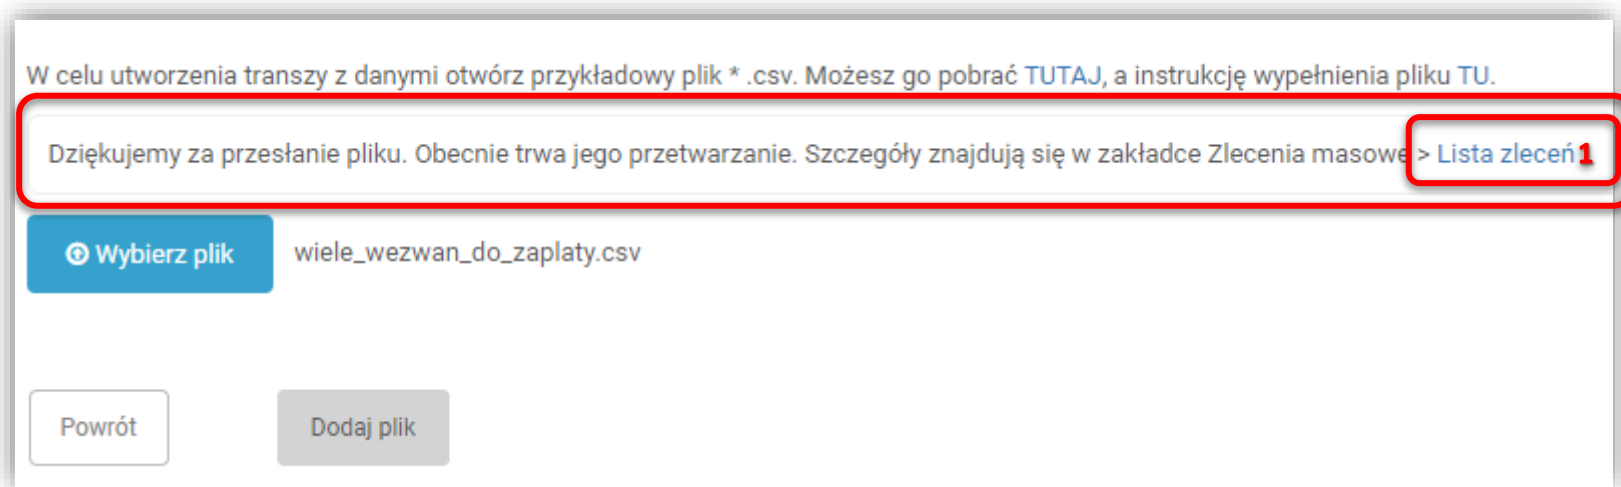 W celu utworzenia transzy z danymi otwórz przykładowy plik * .csv. Możesz go pobrać TUTAJ, a instrukcję wypełnienia pliku TU.
Dziękujemy za przesłanie pliku. Obecnie trwa jego przetwarzanie. Szczegóły znajdują się w zakładce Zlecenia masowe > Lista zleceń 1
Wybierz plik wiele_wezwan_do_zaplaty.csv
Powrót Dodaj plik